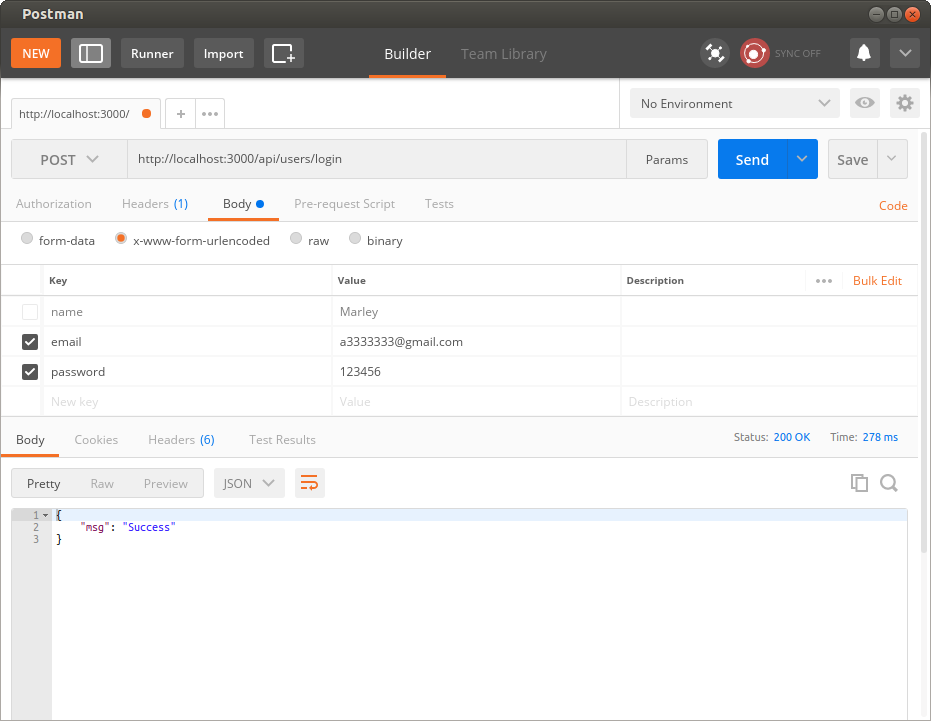 Postman
NEW Runner Import Builder Team Library SYNC OFF
http://localhost:3000/ + ••• No Environment
POST http://localhost:3000/api/users/login Params Send Save
Authorization Headers (1) Body Pre-request Script Tests Code
form-data x-www-form-urlencoded raw binary
Key Value Description ••• Bulk Edit
name Marley
email a3333333@gmail.com
password 123456
New key Value Description
Body Cookies Headers (6) Test Results Status: 200 OK Time: 278 ms
Pretty Raw Preview JSON
1 {
2 "msg": "Success"
3 }